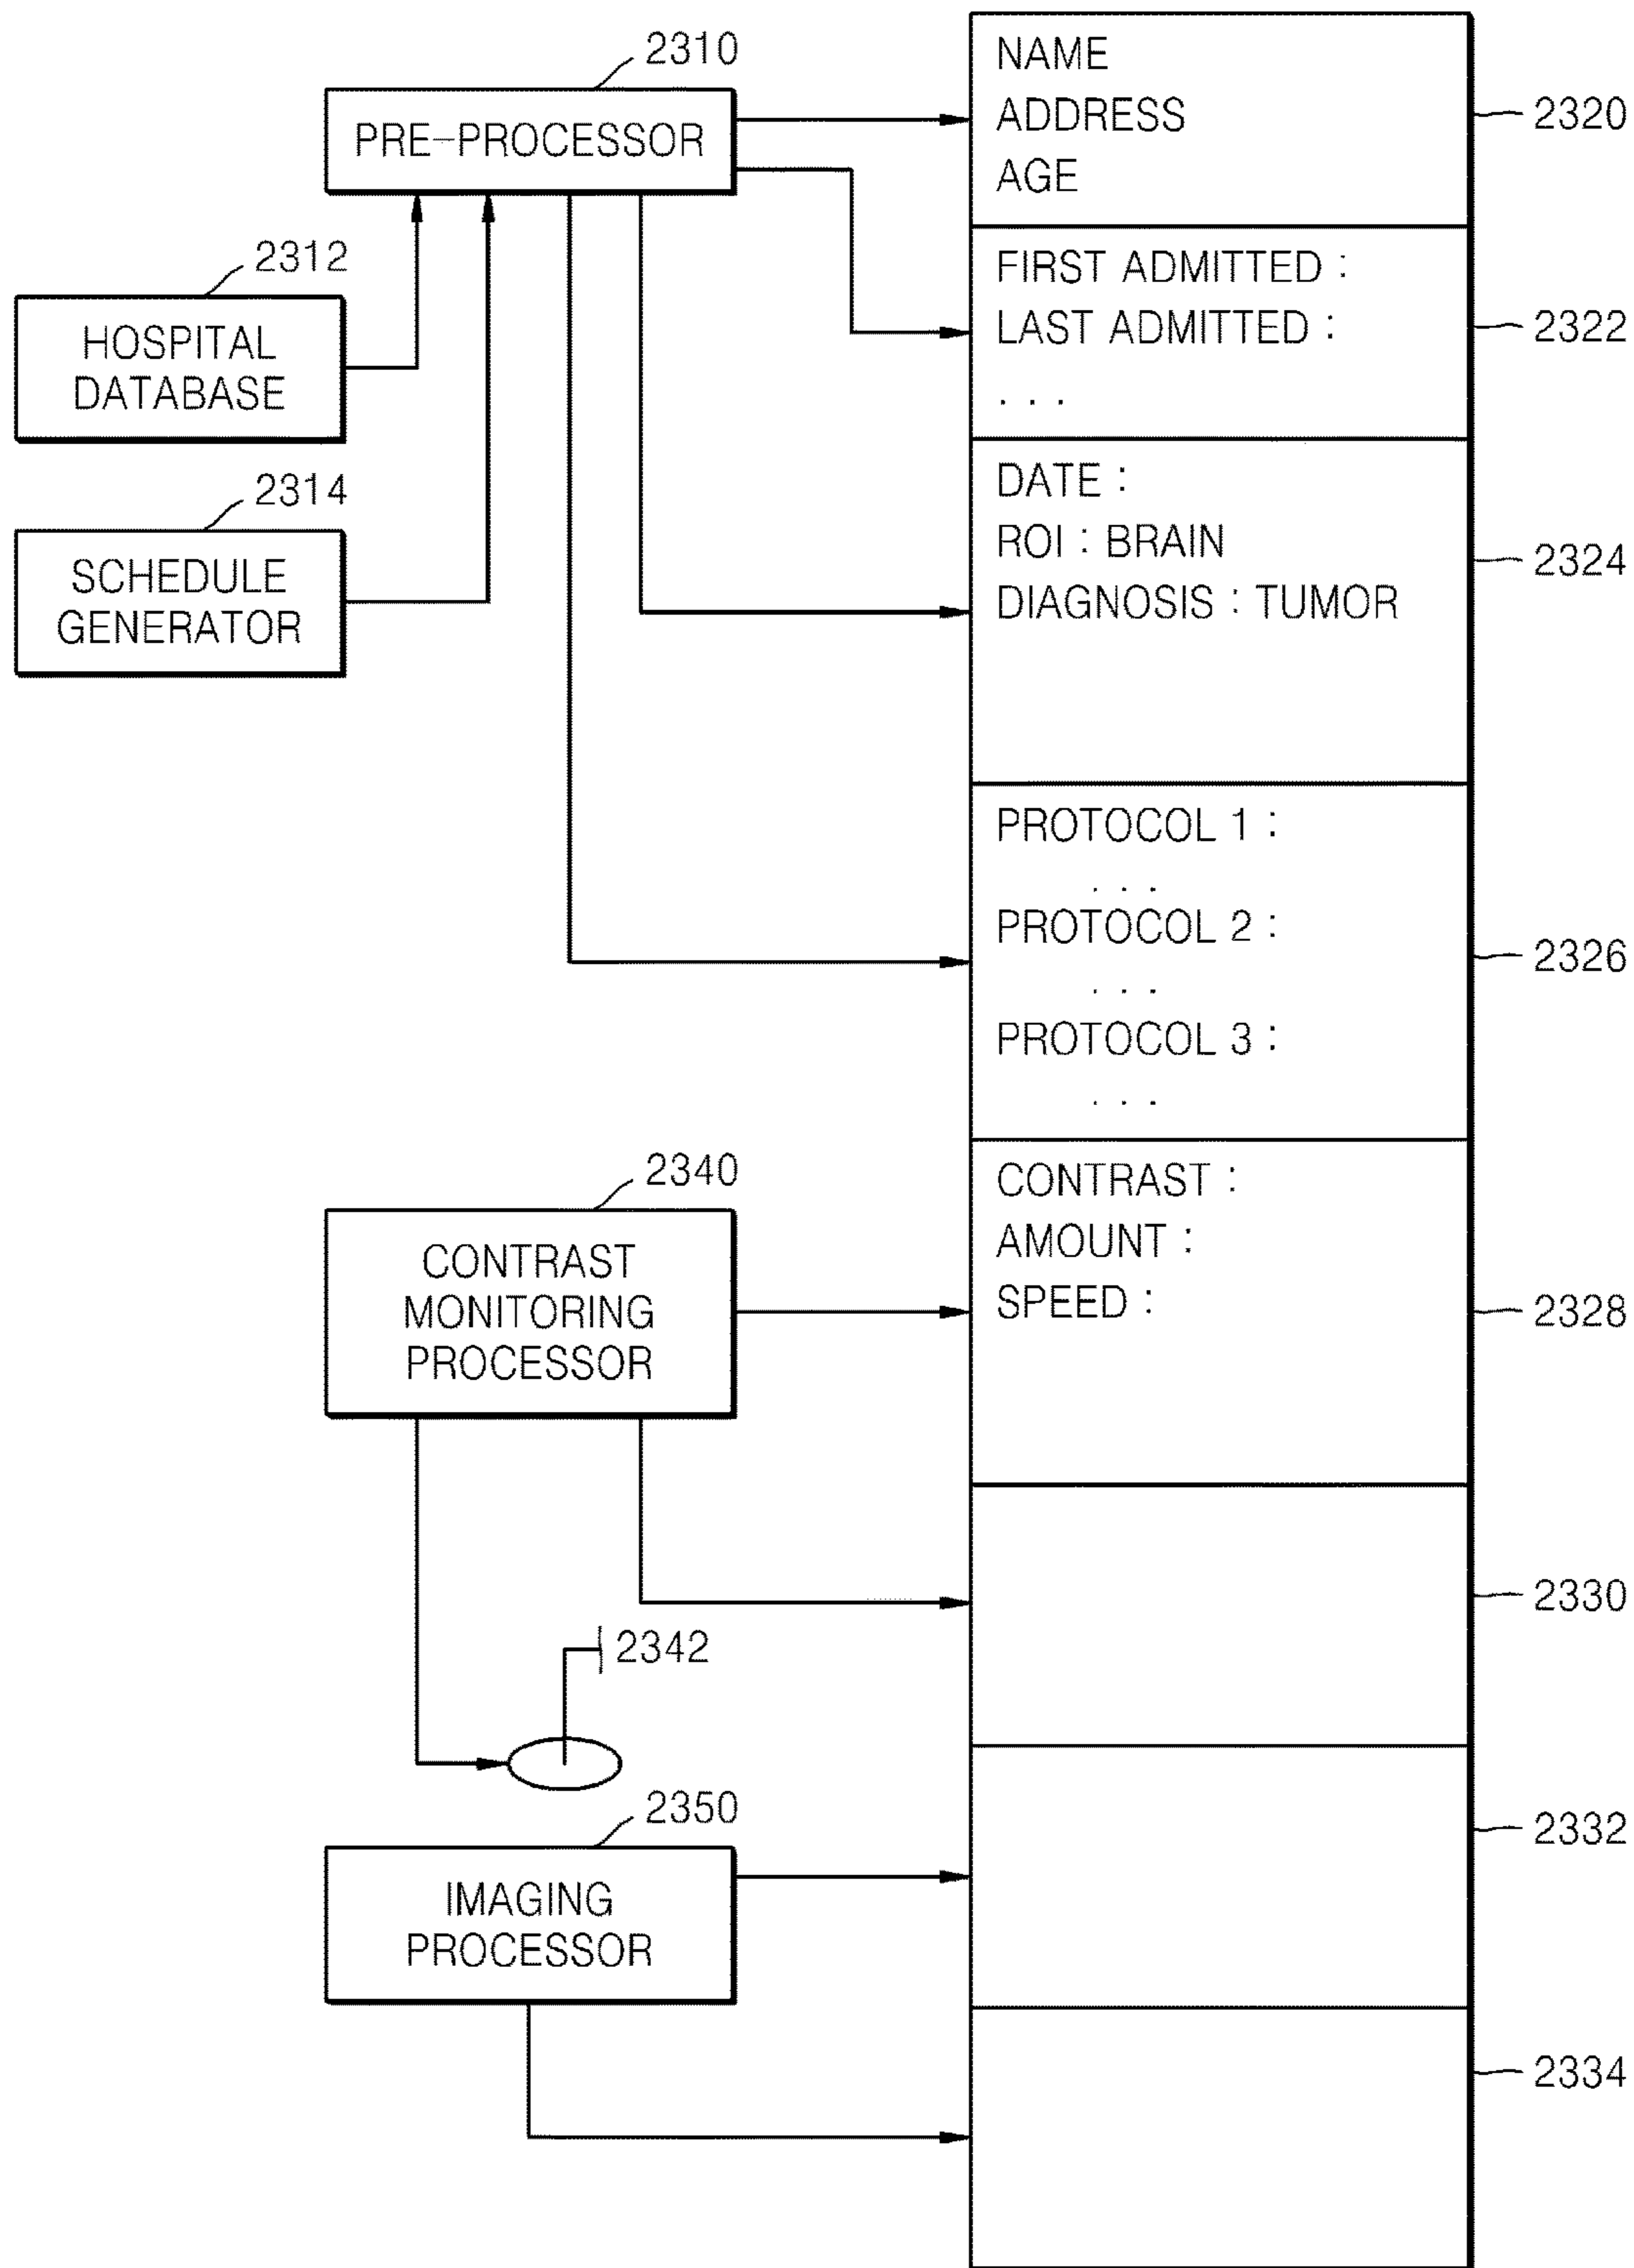 2310
PRE-PROCESSOR
2312
HOSPITAL
DATABASE
2314
SCHEDULE
GENERATOR
NAME
ADDRESS
AGE
2320
FIRST ADMITTED :
LAST ADMITTED :
. . .
2322
DATE :
ROI : BRAIN
DIAGNOSIS : TUMOR
2324
PROTOCOL 1 :
. . .
PROTOCOL 2 :
. . .
PROTOCOL 3 :
. . .
2326
2340
CONTRAST
MONITORING
PROCESSOR
CONTRAST :
AMOUNT :
SPEED :
2328
2330
2342
2350
IMAGING
PROCESSOR
2332
2334